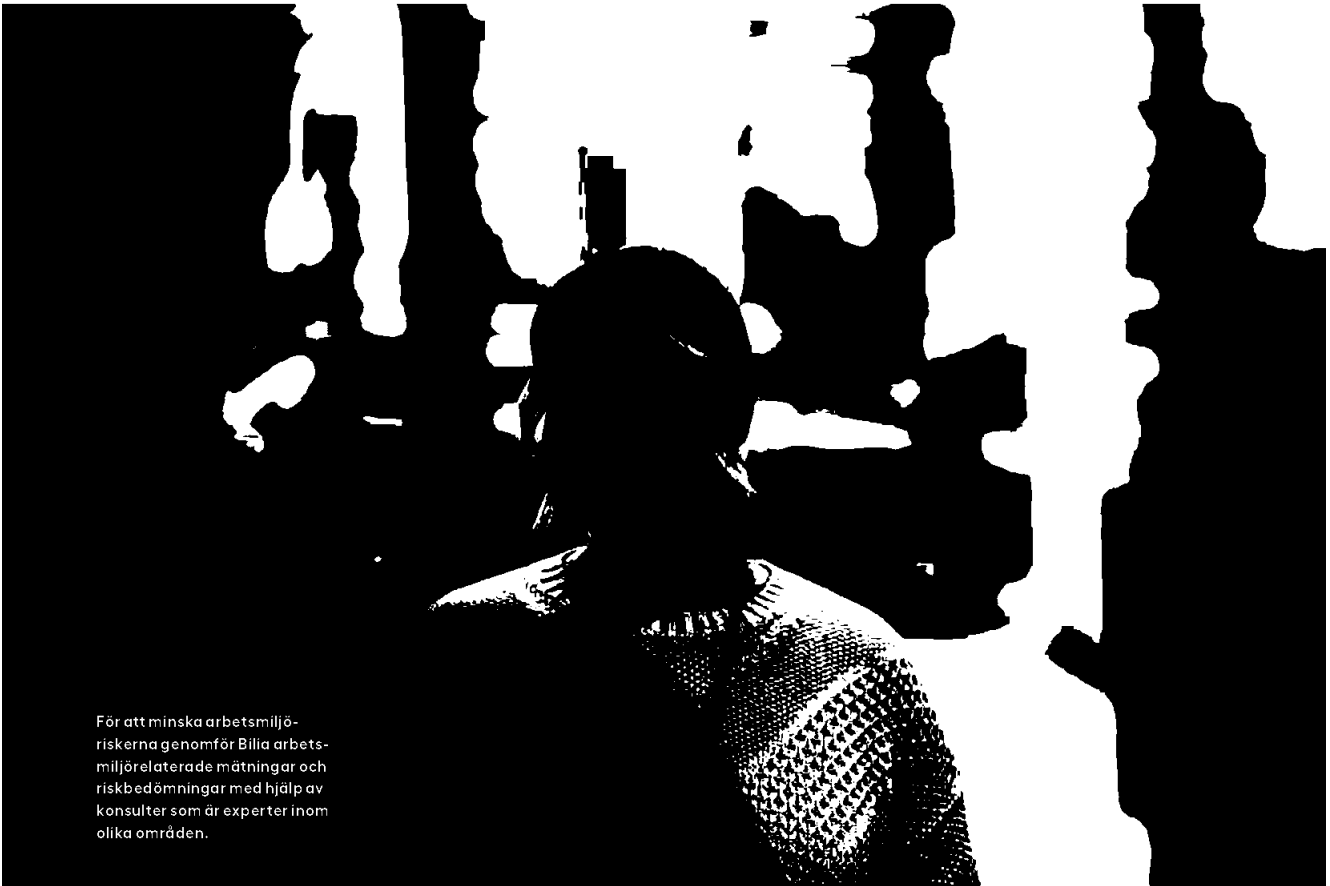 För att minska arbetsmiljö-
riskerna genomför Bilia arbets-
miljörelaterade mätningar och
riskbedömningar med hjälp av
konsulter som är experter inom
olika områden.